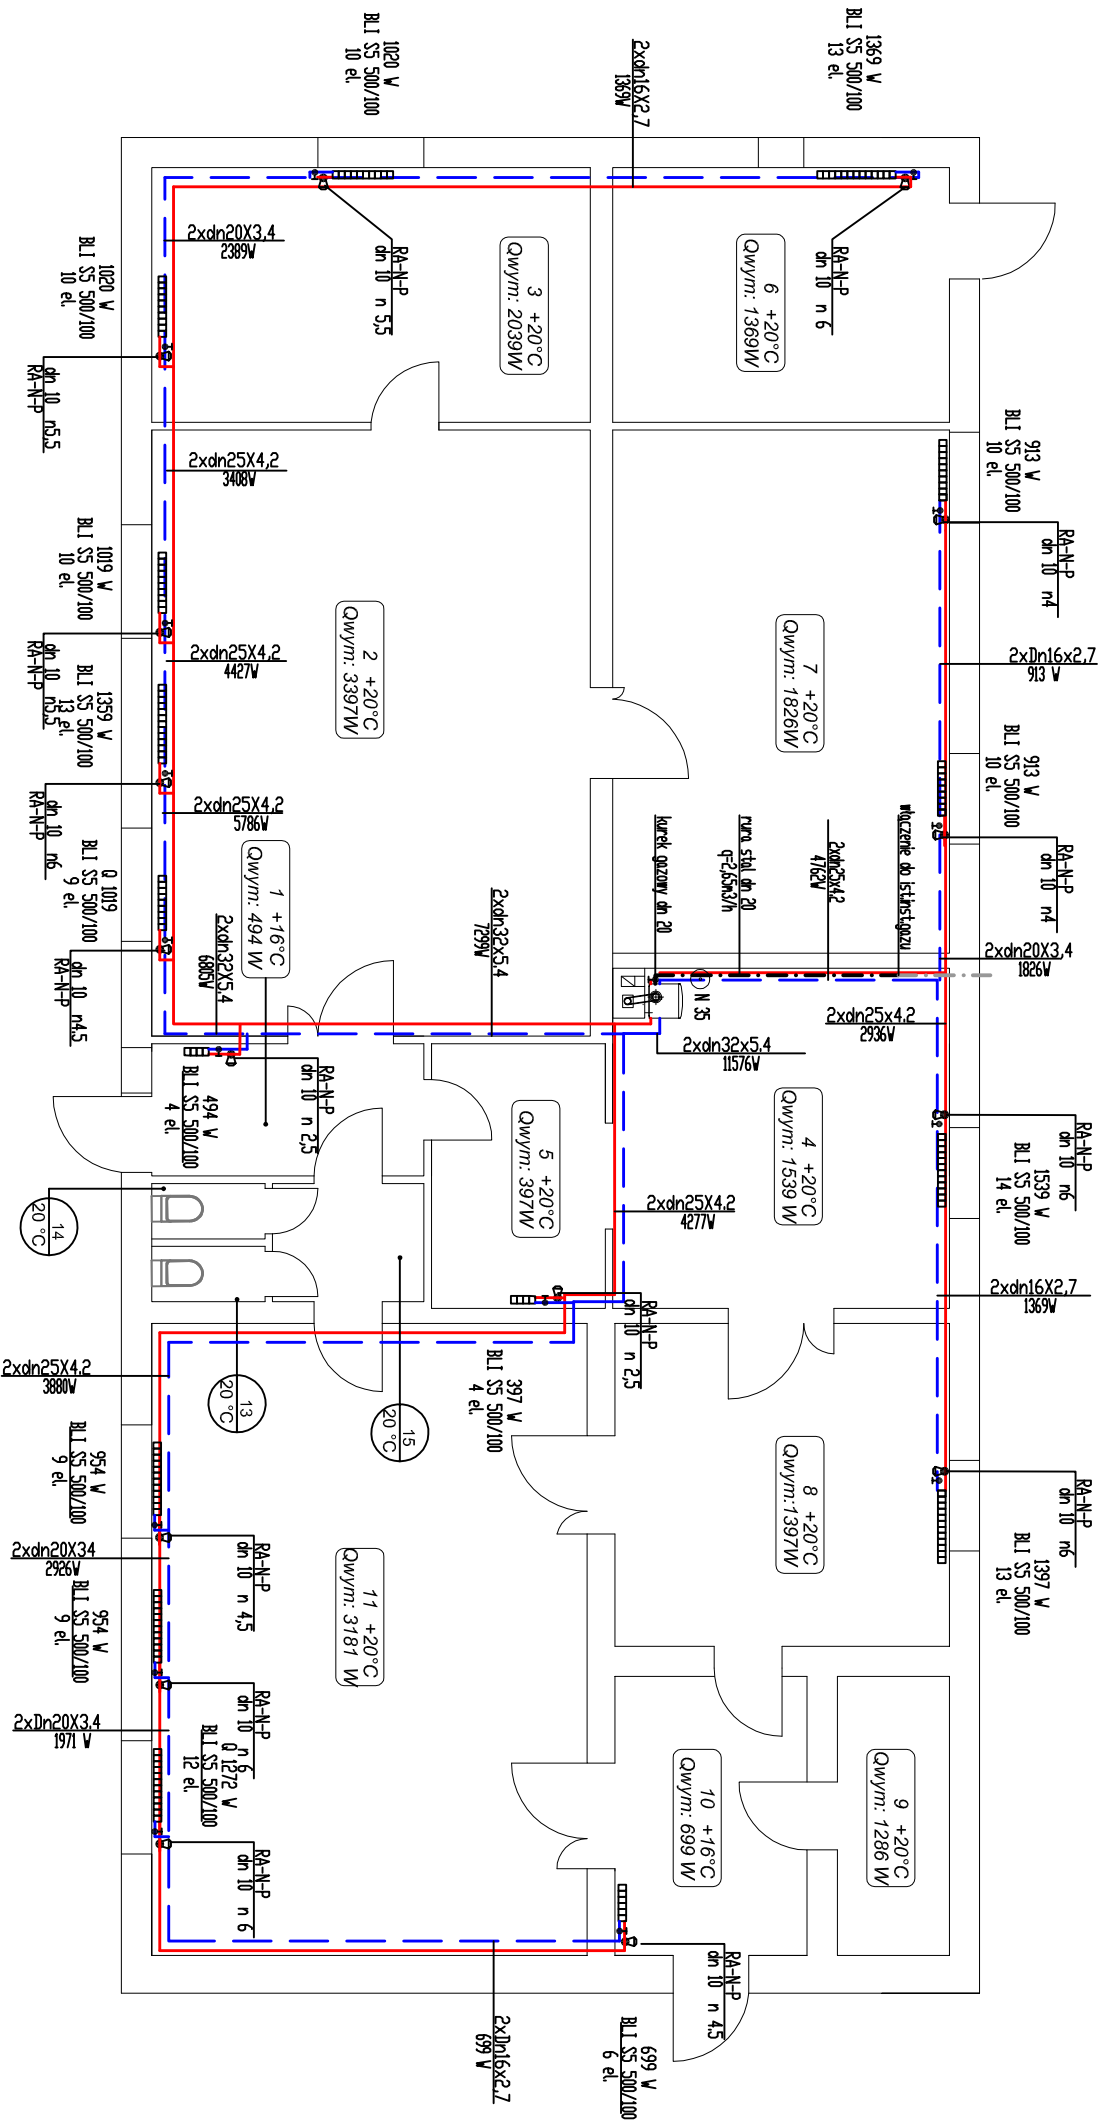 1369 W
BLI S5 500/100
13 el.
1020 W
BLI S5 500/100
10 el.
2xdn16X2,7
1369W
RA-N-P
dn 10 n 6
6 +20°C
Qwym: 1369W
3 +20°C
Qwym: 2039W
RA-N-P
dn 10 n 5,5
2xdn20X3,4
2389W
1020 W
BLI S5 500/100
10 el.
dn 10 n5,5
RA-N-P
913 W
BLI S5 500/100
10 el.
RA-N-P
dn 10 n4
2xDn16x2,7
913 W
913 W
BLI S5 500/100
10 el.
RA-N-P
dn 10 n4
2xdn20X3,4
1826W
7 +20°C
Qwym: 1826W
2 +20°C
Qwym: 3397W
2xdn25X4,2
3408W
1019 W
BLI S5 500/100
10 el.
dn 10 n5,5
RA-N-P
2xdn25X4,2
4427W
1359 W
BLI S5 500/100
13 el.
dn 10 n6
RA-N-P
2xdn25X4,2
5786W
Q 1019
BLI S5 500/100
9 el.
dn 10 n4,5
RA-N-P
włączenie do ist.inst.gazu
2xdn25x4,2
4762W
rura stal dn 20
q=2,65m3/h
kurek gazowy dn 20
N 35
1 +16°C
Qwym: 494 W
2xdn32X5,4
6805W
2xdn32x5,4
7299W
2xdn32x5,4
11576W
2xdn25x4,2
2936W
RA-N-P
dn 10 n 2,5
494 W
BLI S5 500/100
4 el.
RA-N-P
dn 10 n6
1539 W
BLI S5 500/100
14 el.
4 +20°C
Qwym: 1539 W
5 +20°C
Qwym: 397W
2xdn25X4,2
4277W
2xdn16X2,7
1369W
14
20 °C
13
20 °C
15
20 °C
RA-N-P
dn 10 n 2,5
397 W
BLI S5 500/100
4 el.
2xdn25X4,2
3880W
RA-N-P
dn 10 n6
1397 W
BLI S5 500/100
13 el.
8 +20°C
Qwym:1397W
954 W
BLI S5 500/100
9 el.
RA-N-P
dn 10 n 4,5
2xdn20X34
2926W
11 +20°C
Qwym: 3181 W
954 W
BLI S5 500/100
9 el.
RA-N-P
dn 10 n 6
2xDn20X3,4
1971 W
Q 1272 W
BLI S5 500/100
12 el.
RA-N-P
dn 10 n 6
10 +16°C
Qwym: 699 W
9 +20°C
Qwym: 1286 W
RA-N-P
dn 10 n 4,5
2xDn16x2,7
699 W
699 W
BLI S5 500/100
6 el.